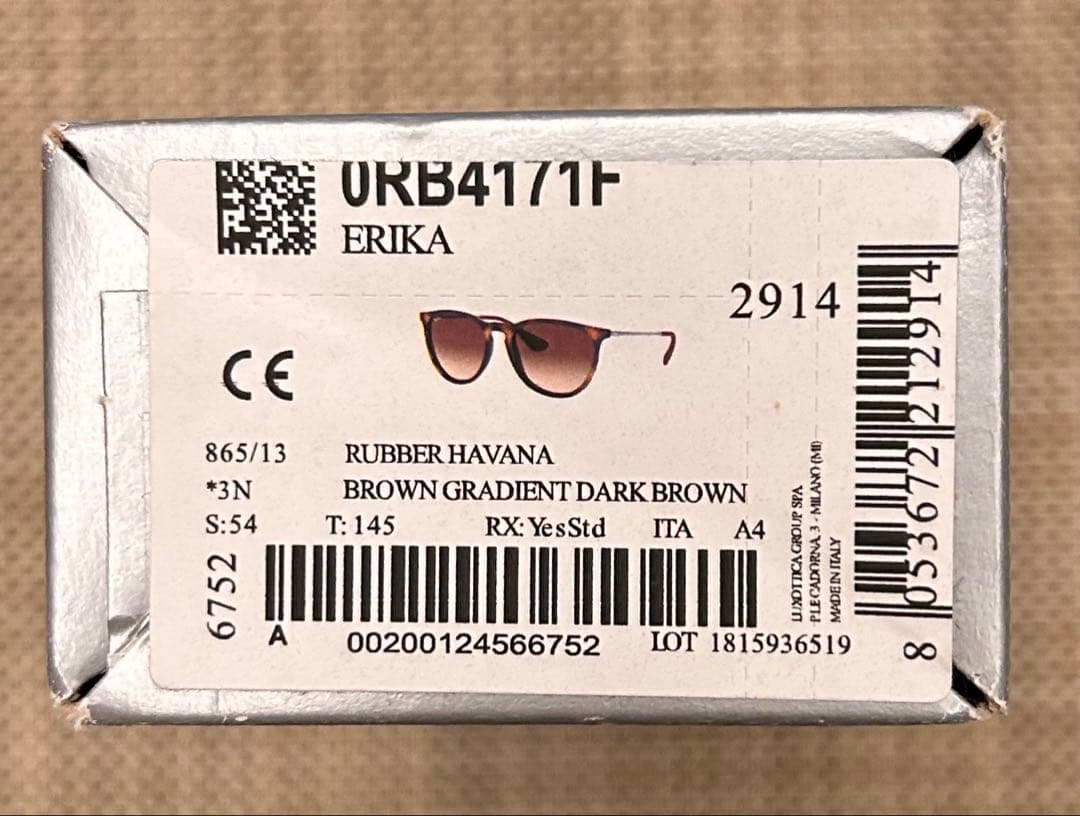 0RB4171F
ERIKA
2914
CE
865/13 RUBBER HAVANA
*3N BROWN GRADIENT DARK BROWN
S:54 T: 145 RX: YesStd ITA A4
6752
A 00200124566752 LOT 1815936519
LUXOTTICA GROUP SPA
P.LE CADORNA, 3 - MILANO (MI)
MADE IN ITALY
8 053672 212914